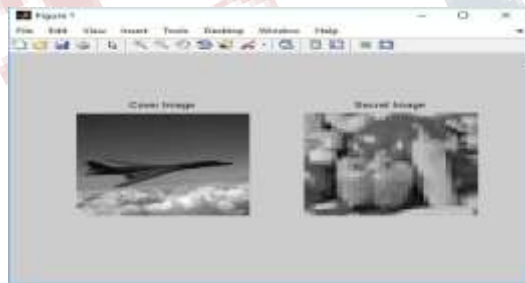 Figure 1
File Edit View Insert Tools Desktop Window Help
Cover Image
Secret Image